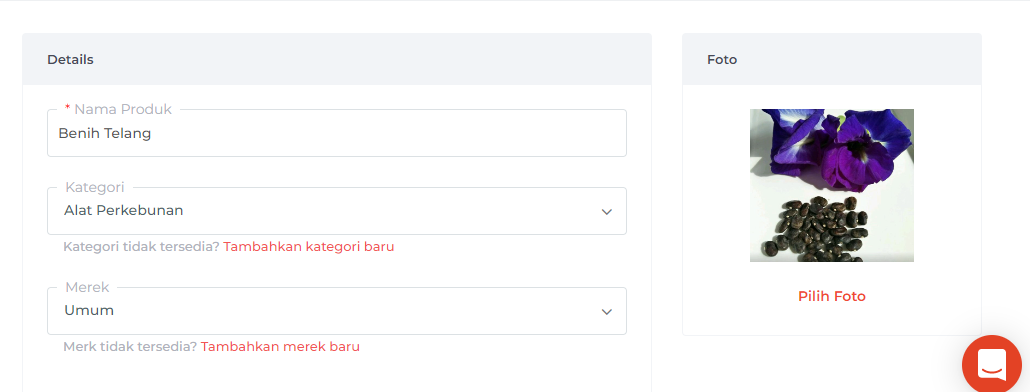 Details
* Nama Produk
Benih Telang
Kategori
Alat Perkebunan
Kategori tidak tersedia? Tambahkan kategori baru
Merek
Umum
Merk tidak tersedia? Tambahkan merek baru
Foto
Pilih Foto